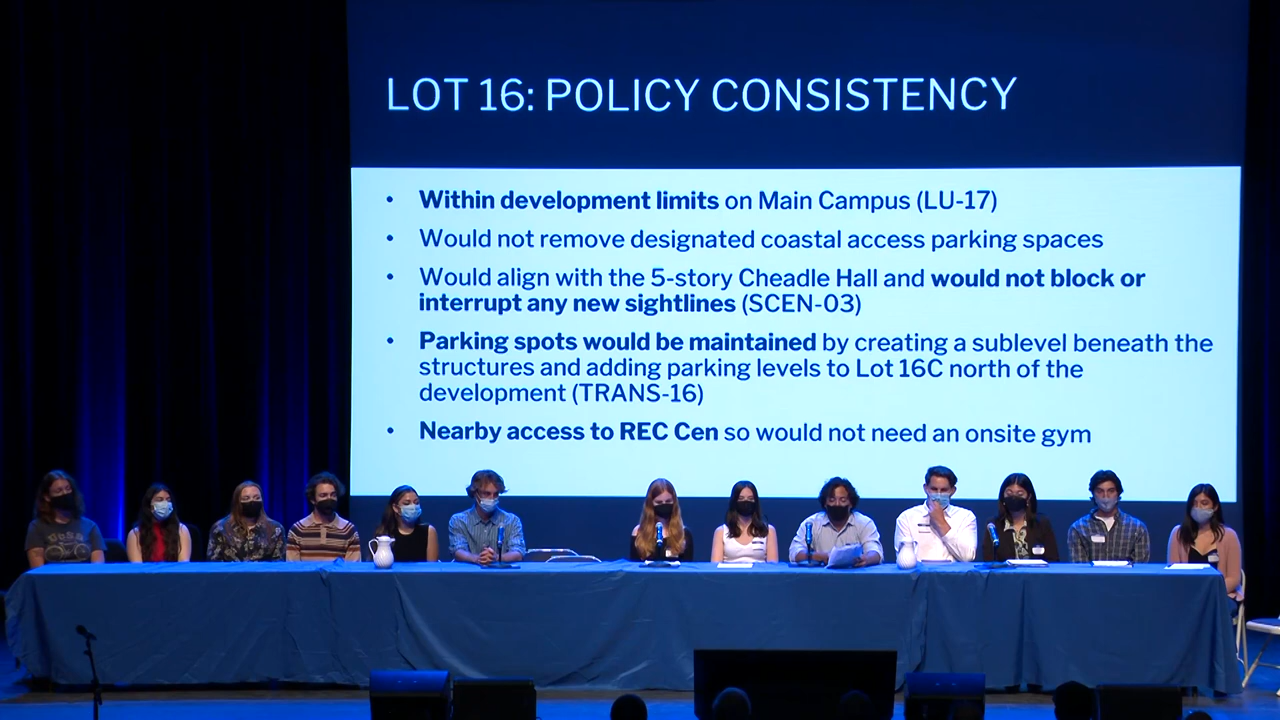 LOT 16: POLICY CONSISTENCY
• Within development limits on Main Campus (LU-17)
• Would not remove designated coastal access parking spaces
• Would align with the 5-story Cheadle Hall and would not block or
interrupt any new sightlines (SCEN-03)
• Parking spots would be maintained by creating a sublevel beneath the
structures and adding parking levels to Lot 16C north of the
development (TRANS-16)
• Nearby access to REC Cen so would not need an onsite gym